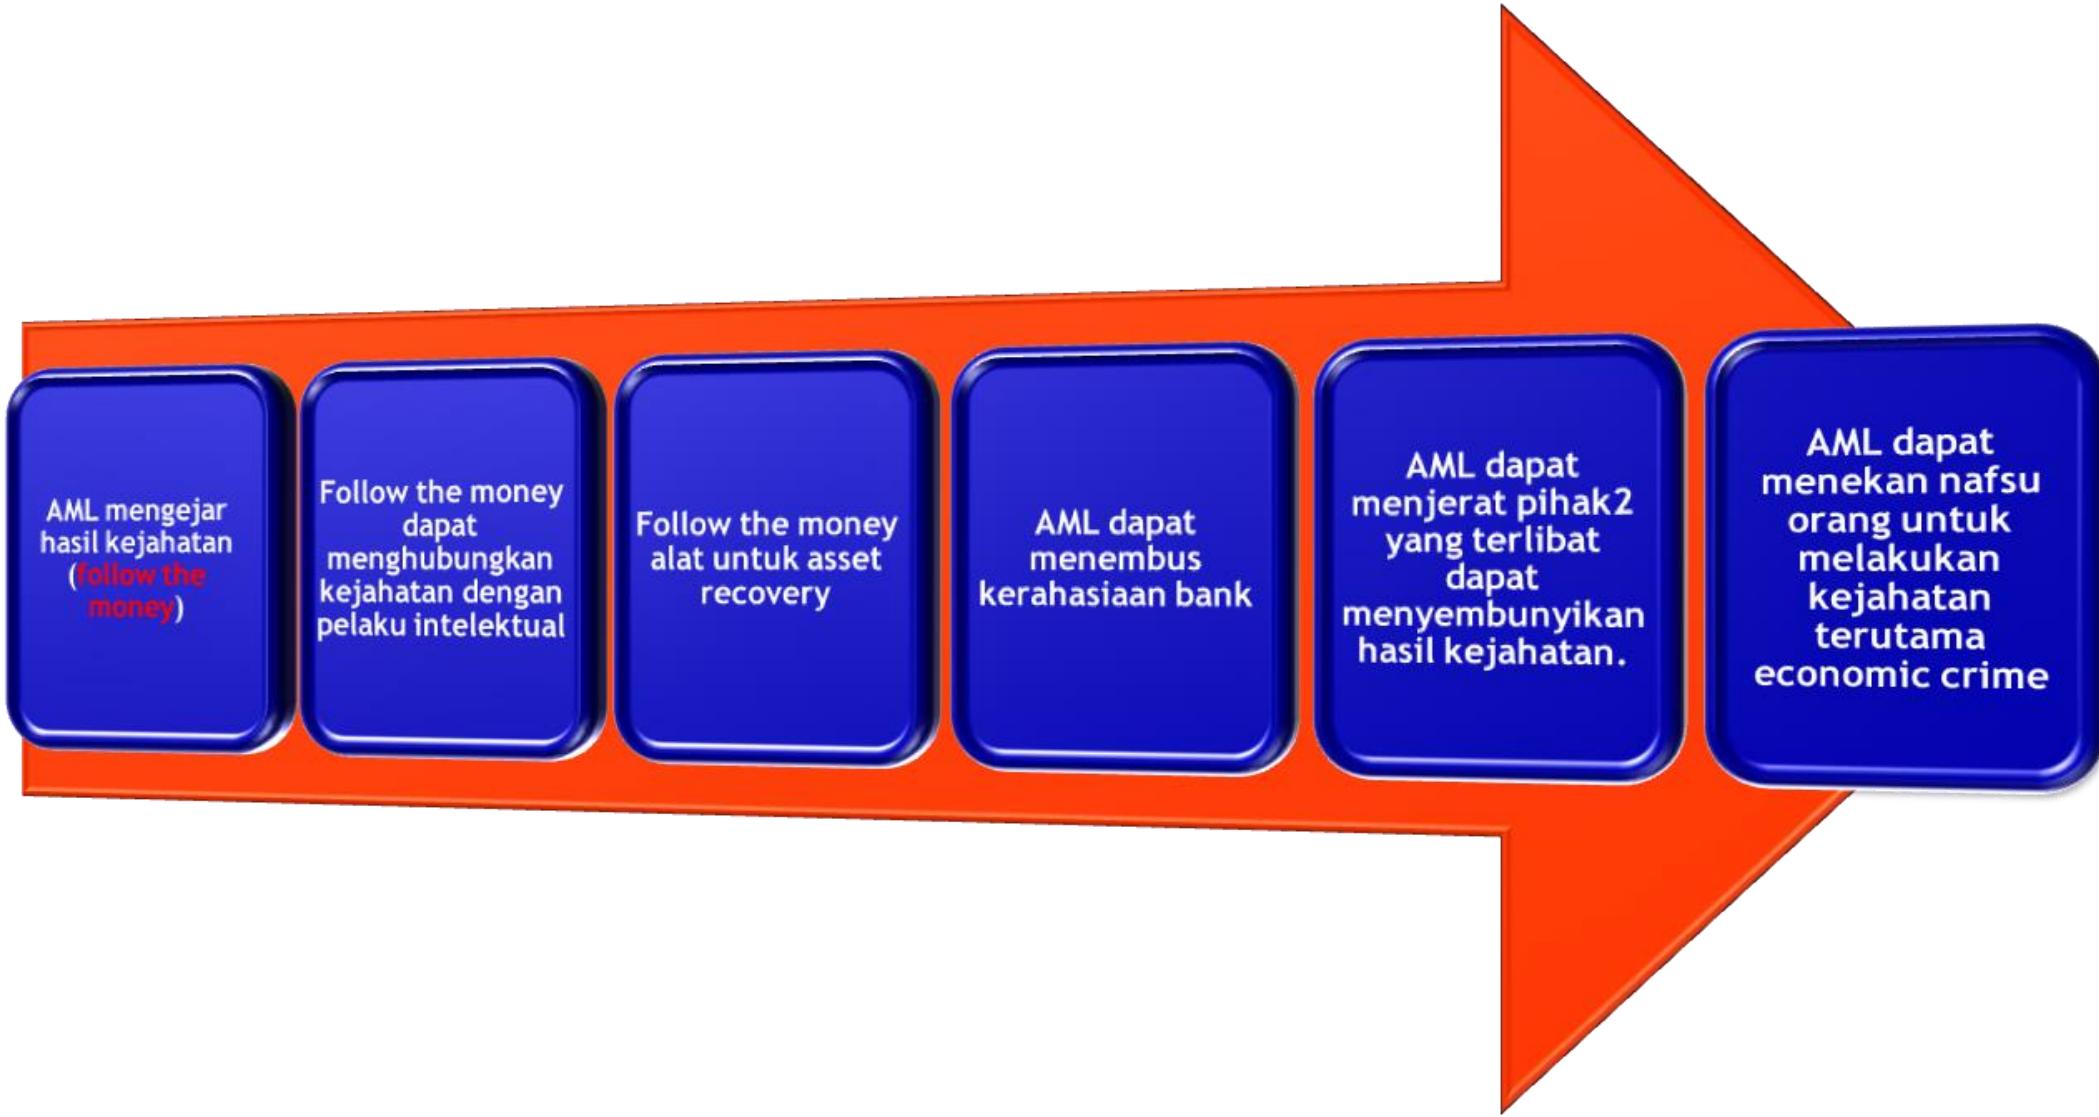 AML mengejar
hasil kejahatan
(follow the
money)
Follow the money
dapat
menghubungkan
kejahatan dengan
pelaku intelektual
Follow the money
alat untuk asset
recovery
AML dapat
menembus
kerahasiaan bank
AML dapat
menjerat pihak2
yang terlibat
dapat
menyembunyikan
hasil kejahatan.
AML dapat
menekan nafsu
orang untuk
melakukan
kejahatan
terutama
economic crime